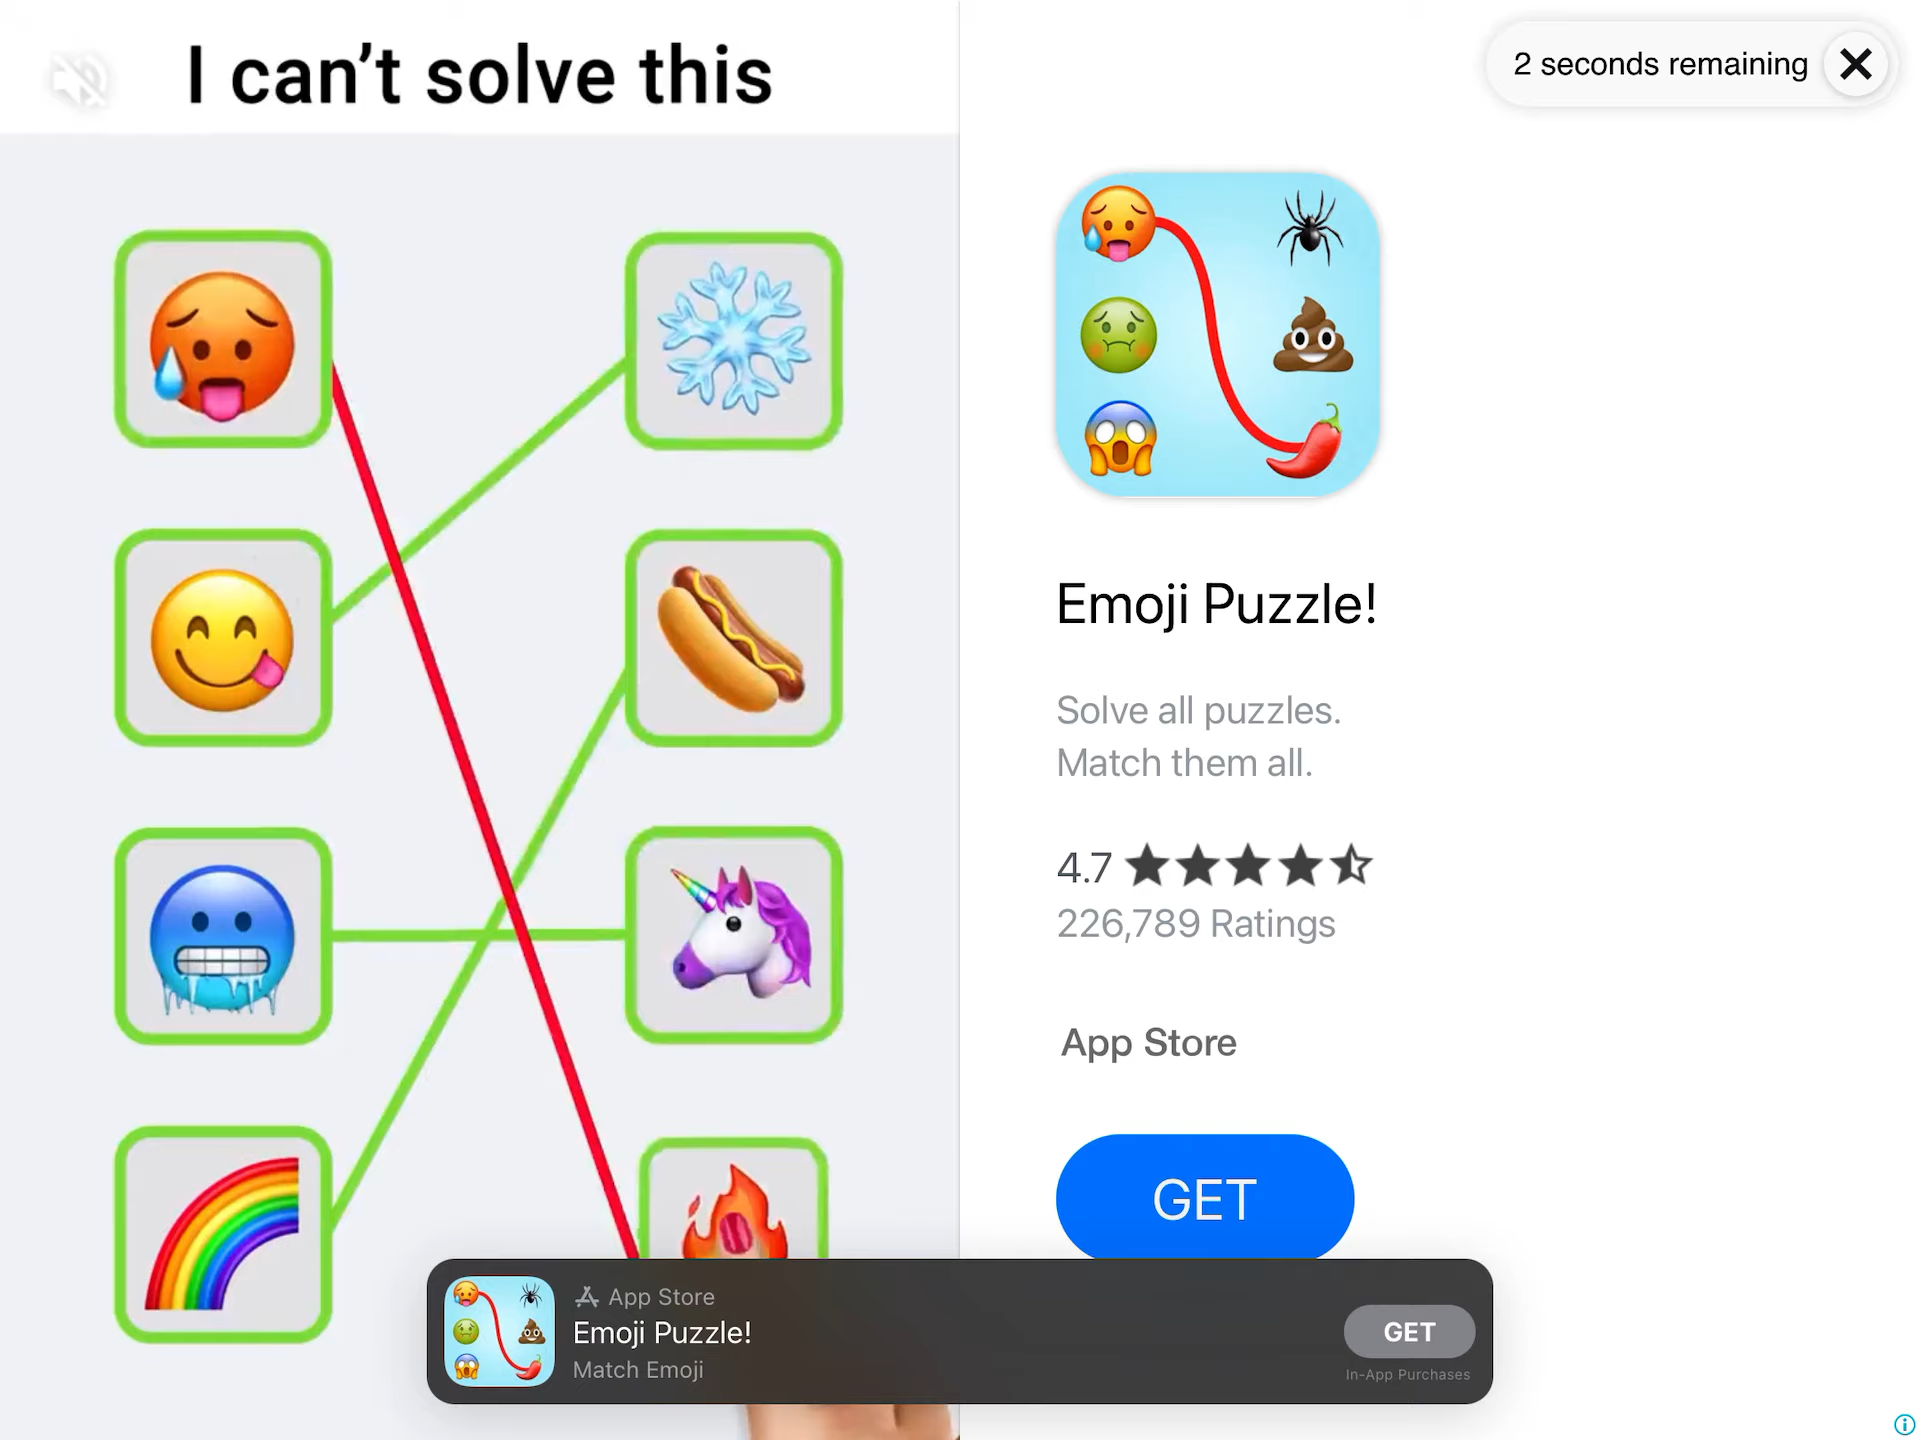 I can’t solve this
2 seconds remaining
Emoji Puzzle!
Solve all puzzles.
Match them all.
4.7
226,789 Ratings
App Store
GET
App Store
Emoji Puzzle!
Match Emoji
GET
In-App Purchases